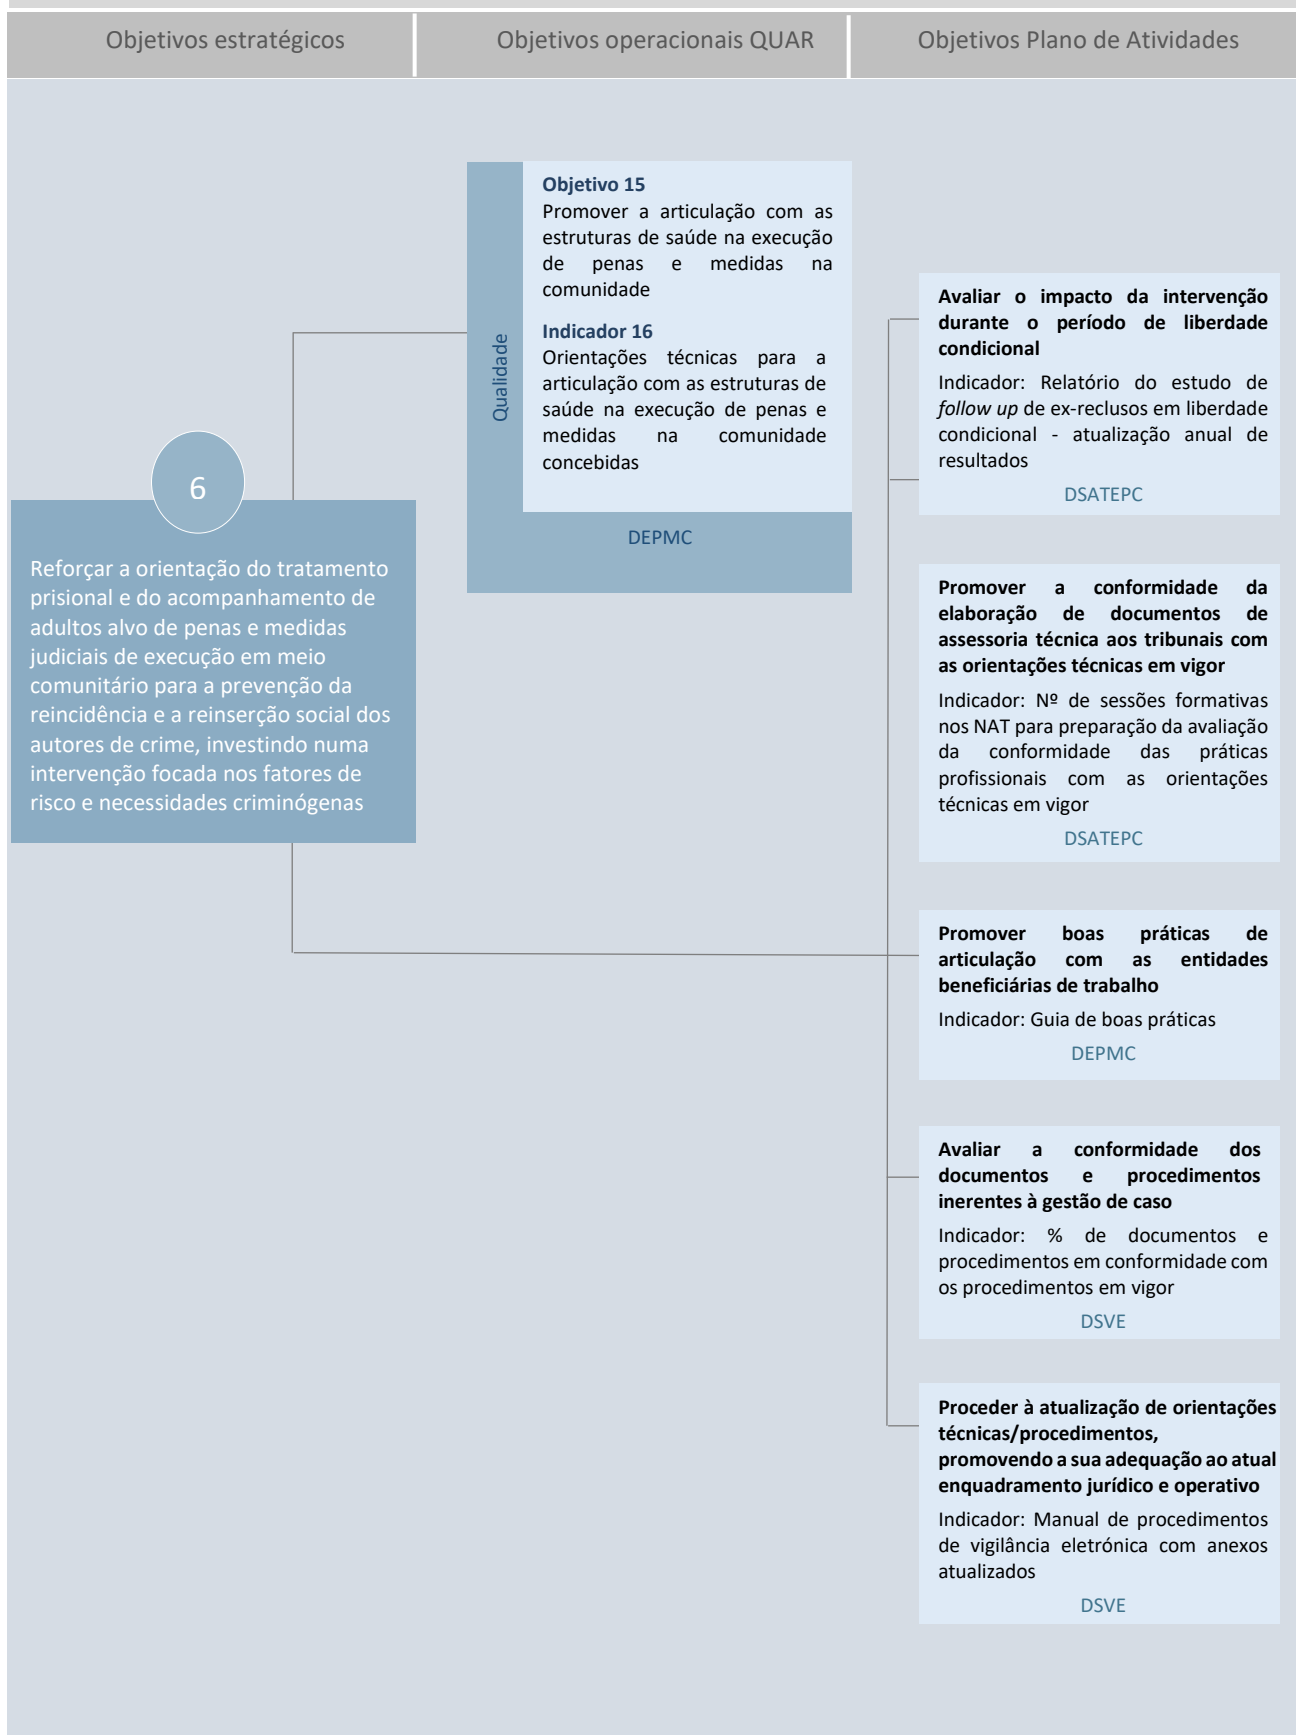 Objetivos estratégicos
Objetivos operacionais QUAR
Objetivos Plano de Atividades
6
Reforçar a orientação do tratamento
prisional e do acompanhamento de
adultos alvo de penas e medidas
judiciais de execução em meio
comunitário para a prevenção da
reincidência e a reinserção social dos
autores de crime, investindo numa
intervenção focada nos fatores de
risco e necessidades criminógenas
Qualidade
Objetivo 15
Promover a articulação com as
estruturas de saúde na execução
de penas e medidas na
comunidade
Indicador 16
Orientações técnicas para a
articulação com as estruturas de
saúde na execução de penas e
medidas na comunidade
concebidas
DEPMC
Avaliar o impacto da intervenção
durante o período de liberdade
condicional
Indicador: Relatório do estudo de
follow up de ex-reclusos em liberdade
condicional - atualização anual de
resultados
DSATEPC
Promover a conformidade da
elaboração de documentos de
assessoria técnica aos tribunais com
as orientações técnicas em vigor
Indicador: Nº de sessões formativas
nos NAT para preparação da avaliação
da conformidade das práticas
profissionais com as orientações
técnicas em vigor
DSATEPC
Promover boas práticas de
articulação com as entidades
beneficiárias de trabalho
Indicador: Guia de boas práticas
DEPMC
Avaliar a conformidade dos
documentos e procedimentos
inerentes à gestão de caso
Indicador: % de documentos e
procedimentos em conformidade com
os procedimentos em vigor
DSVE
Proceder à atualização de orientações
técnicas/procedimentos,
promovendo a sua adequação ao atual
enquadramento jurídico e operativo
Indicador: Manual de procedimentos
de vigilância eletrónica com anexos
atualizados
DSVE